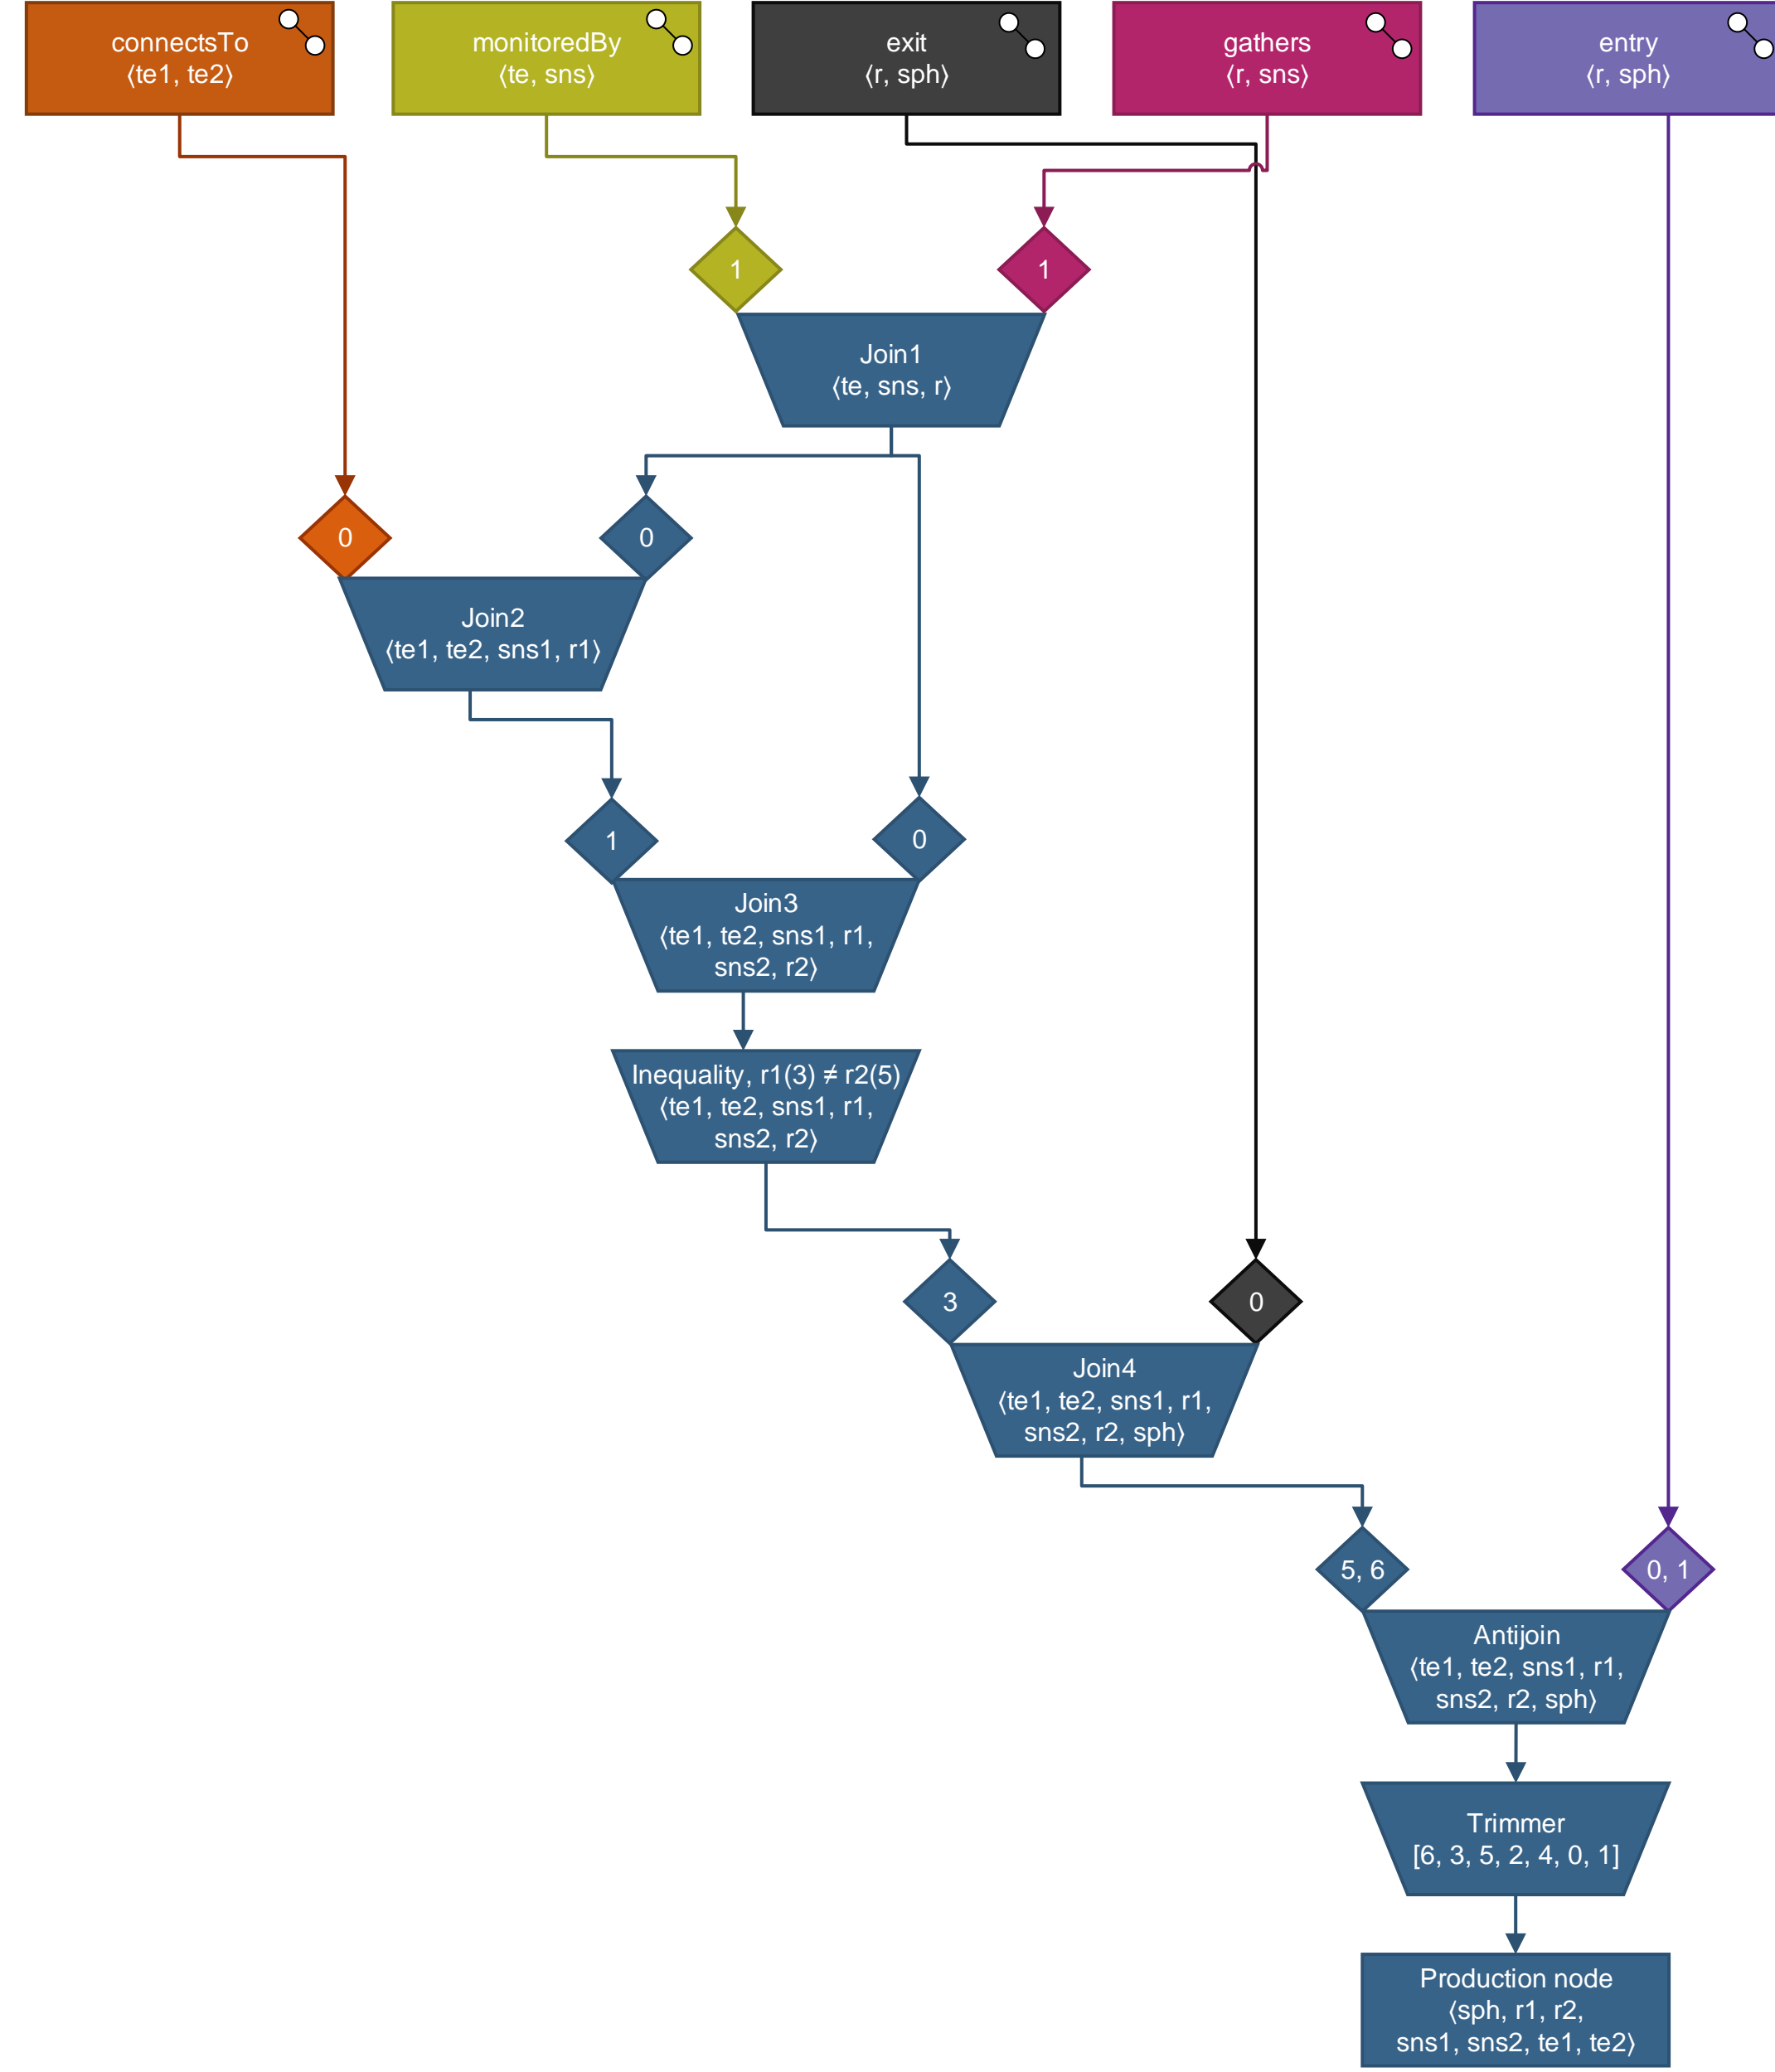 connectsTo
⟨te1, te2⟩
monitoredBy
⟨te, sns⟩
exit
⟨r, sph⟩
gathers
⟨r, sns⟩
entry
⟨r, sph⟩
1
1
Join1
⟨te, sns, r⟩
0
0
Join2
⟨te1, te2, sns1, r1⟩
1
0
Join3
⟨te1, te2, sns1, r1,
sns2, r2⟩
Inequality, r1(3) ≠ r2(5)
⟨te1, te2, sns1, r1,
sns2, r2⟩
3
0
Join4
⟨te1, te2, sns1, r1,
sns2, r2, sph⟩
5, 6
0, 1
Antijoin
⟨te1, te2, sns1, r1,
sns2, r2, sph⟩
Trimmer
[6, 3, 5, 2, 4, 0, 1]
Production node
⟨sph, r1, r2,
sns1, sns2, te1, te2⟩